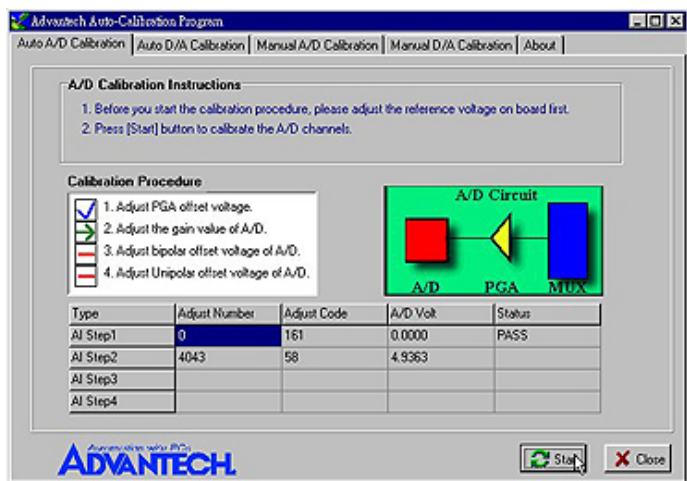 Advantech Auto-Calibration Program
Auto A/D Calibration Auto D/A Calibration Manual A/D Calibration Manual D/A Calibration About
A/D Calibration Instructions
1. Before you start the calibration procedure, please adjust the reference voltage on board first.
2. Press [Start] button to calibrate the A/D channels.
Calibration Procedure
1. Adjust PGA offset voltage.
2. Adjust the gain value of A/D.
3. Adjust bipolar offset voltage of A/D.
4. Adjust Unipolar offset voltage of A/D.
A/D Circuit
A/D PGA MUX
Type Adjust Number Adjust Code A/D Volt Status
AI Step1 0 161 0.0000 PASS
AI Step2 4043 58 4.9363
AI Step3
AI Step4
with PCs
ADVANTECH.
Start Close